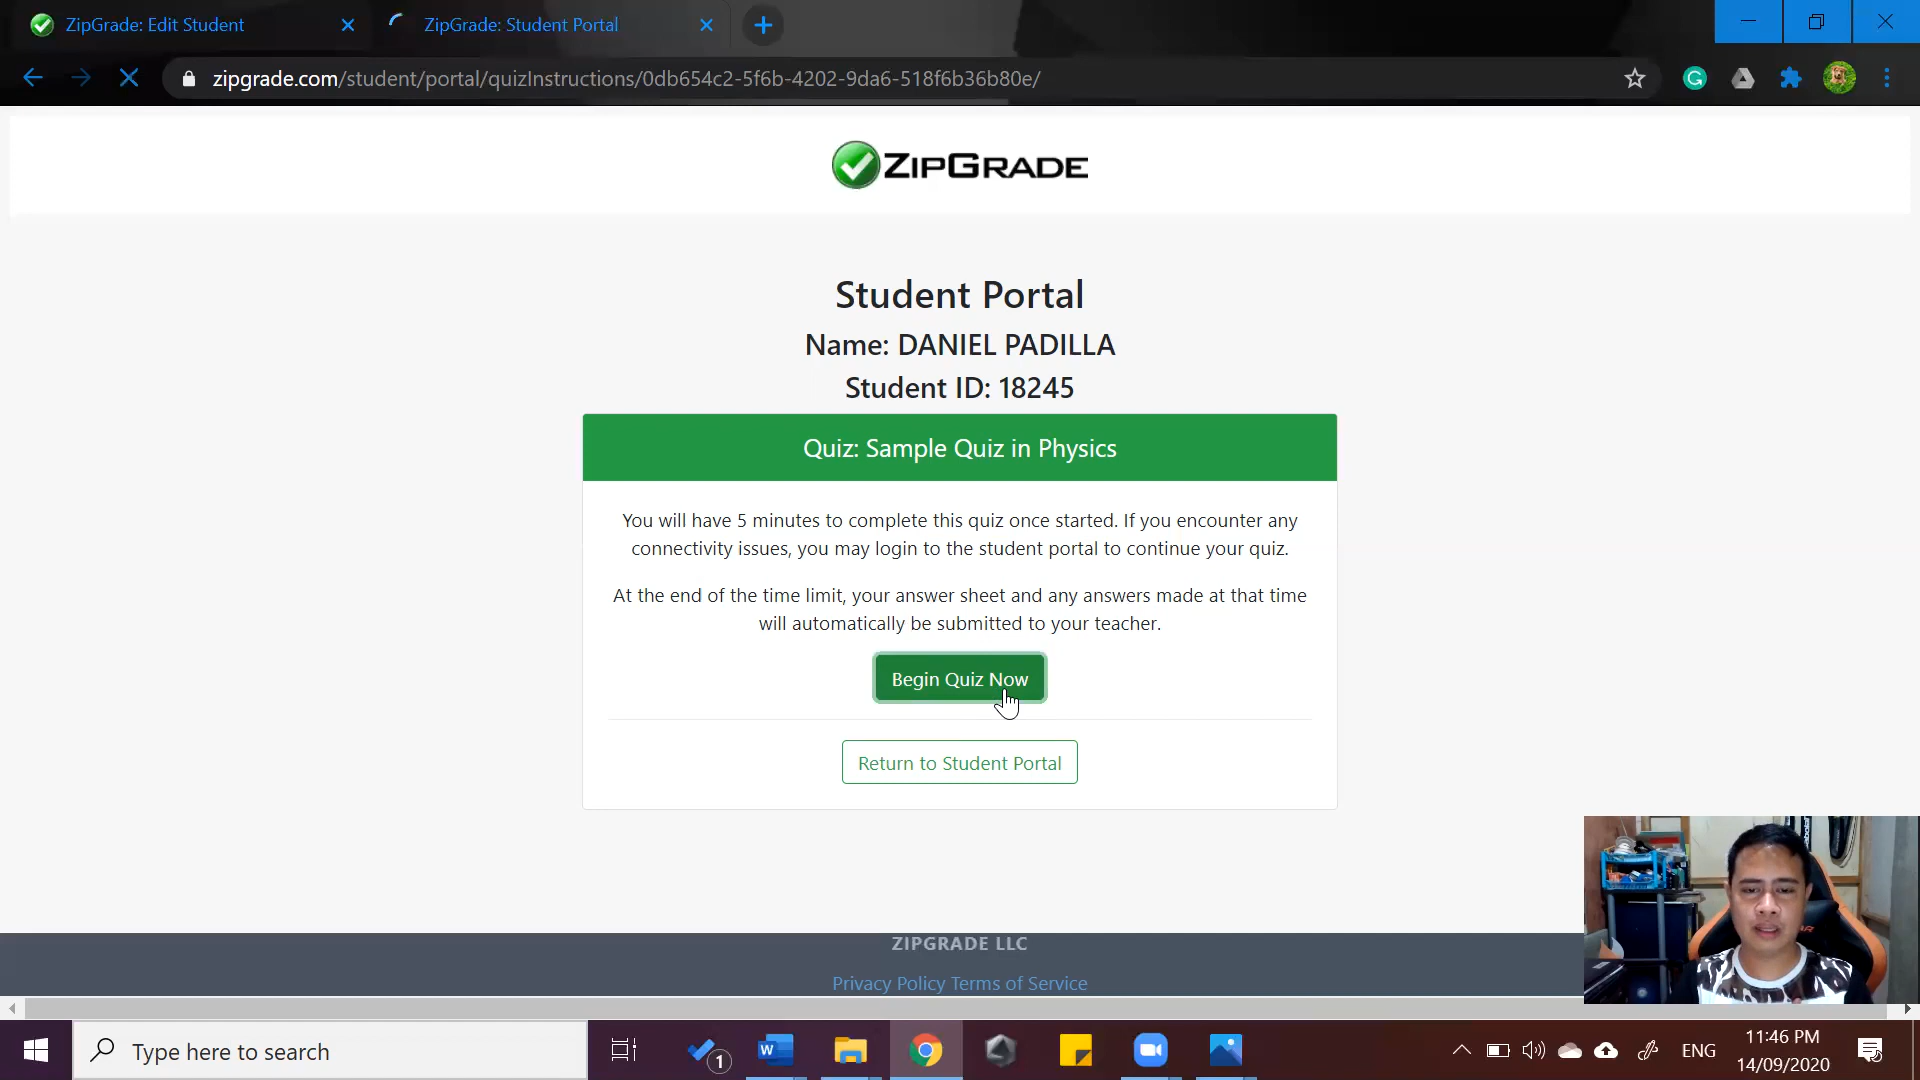 ZipGrade: Edit Student
ZipGrade: Student Portal
zipgrade.com/student/portal/quizInstructions/0db654c2-5f6b-4202-9da6-518f6b36b80e/
ZIPGRADE
Student Portal
Name: DANIEL PADILLA
Student ID: 18245
Quiz: Sample Quiz in Physics
You will have 5 minutes to complete this quiz once started. If you encounter any
connectivity issues, you may login to the student portal to continue your quiz.
At the end of the time limit, your answer sheet and any answers made at that time
will automatically be submitted to your teacher.
Begin Quiz Now
Return to Student Portal
ZIPGRADE LLC
Privacy Policy Terms of Service
Type here to search
1
W
ENG
11:46 PM
14/09/2020